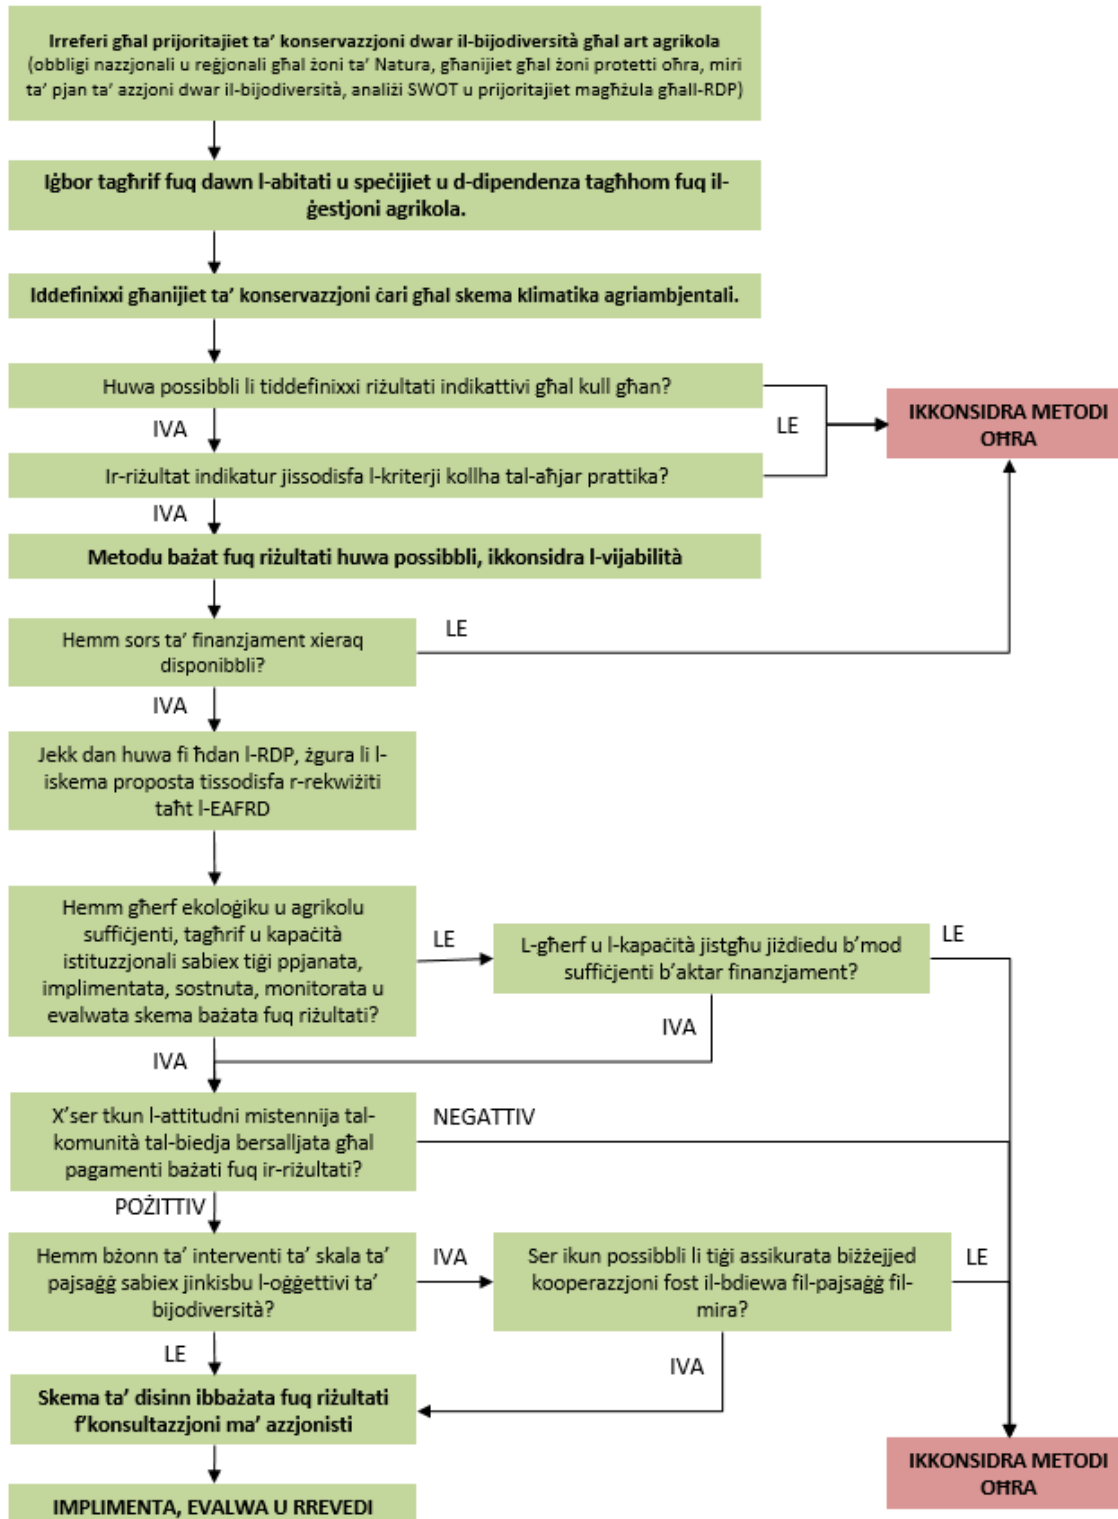 Irreferi għal prijoritajiet ta’ konservazzjoni dwar il-bijodiversità għal art agrikola
(obbligi nazzjonali u reġjonali għal żoni ta’ Natura, għanijiet għal żoni protetti oħra, miri
ta’ pjan ta’ azzjoni dwar il-bijodiversità, analiżi SWOT u prijoritajiet magħżula għall-RDP)
Iġbor tagħrif fuq dawn l-abitati u speċijiet u d-dipendenza tagħhom fuq il-
ġestjoni agrikola.
Iddefinixxi għanijiet ta’ konservazzjoni ċari għal skema klimatika agriambjentali.
Huwa possibbli li tiddefinixxi riżultati indikattivi għal kull għan?
IVA
LE
IKKONSIDRA METODI
OĦRA
Ir-riżultat indikatur jissodisfa l-kriterji kollha tal-aħjar prattika?
IVA
Metodu bażat fuq riżultati huwa possibbli, ikkonsidra l-vijabilità
Hemm sors ta’ finanzjament xieraq
disponibbli?
LE
IVA
Jekk dan huwa fi ħdan l-RDP, żgura li l-
iskema proposta tissodisfa r-rekwiżiti
taħt l-EAFRD
Hemm għerf ekoloġiku u agrikolu
suffiċjenti, tagħrif u kapaċità
istituzzjonali sabiex tiġi ppjanata,
implimentata, sostnuta, monitorata u
evalwata skema bażata fuq riżultati?
LE
L-għerf u l-kapaċità jistgħu jiżdiedu b’mod
suffiċjenti b’aktar finanzjament?
LE
IVA
IVA
X’ser tkun l-attitudni mistennija tal-
komunità tal-biedja bersalljata għal
pagamenti bażati fuq ir-riżultati?
NEGATTIV
POŻITTIV
Hemm bżonn ta’ interventi ta’ skala ta’
pajsaġġ sabiex jinkisbu l-oġġettivi ta’
bijodiversità?
IVA
Ser ikun possibbli li tiġi assikurata biżżejjed
kooperazzjoni fost il-bdiewa fil-pajsaġġ fil-
mira?
LE
LE
IVA
Skema ta’ disinn ibbażata fuq riżultati
f’konsultazzjoni ma’ azzjonisti
IKKONSIDRA METODI
OĦRA
IMPLIMENTA, EVALWA U RREVEDI